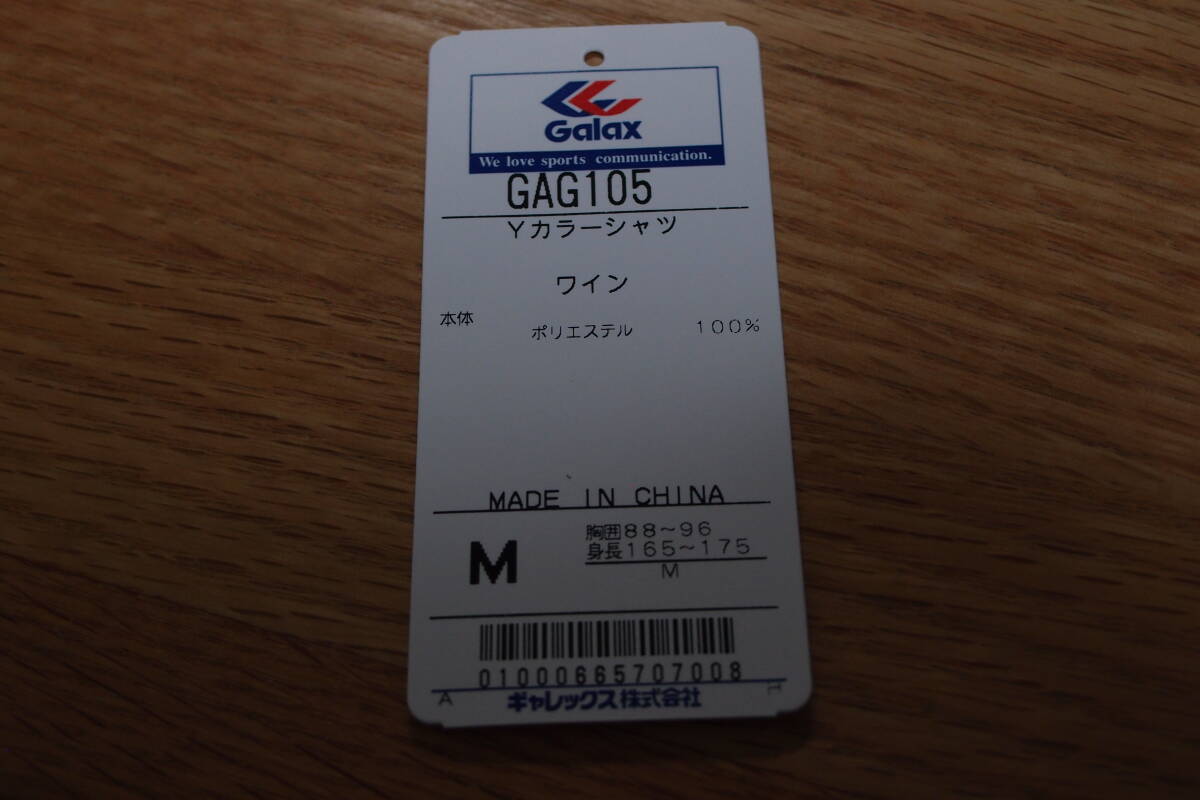 Galax
We love sports communication.
GAG105
Yカラーシャツ
ワイン
本体 ポリエステル 100%
MADE IN CHINA
胸囲88~96
M 身長165~175
M
01000665707008
A H
ギャレックス株式会社